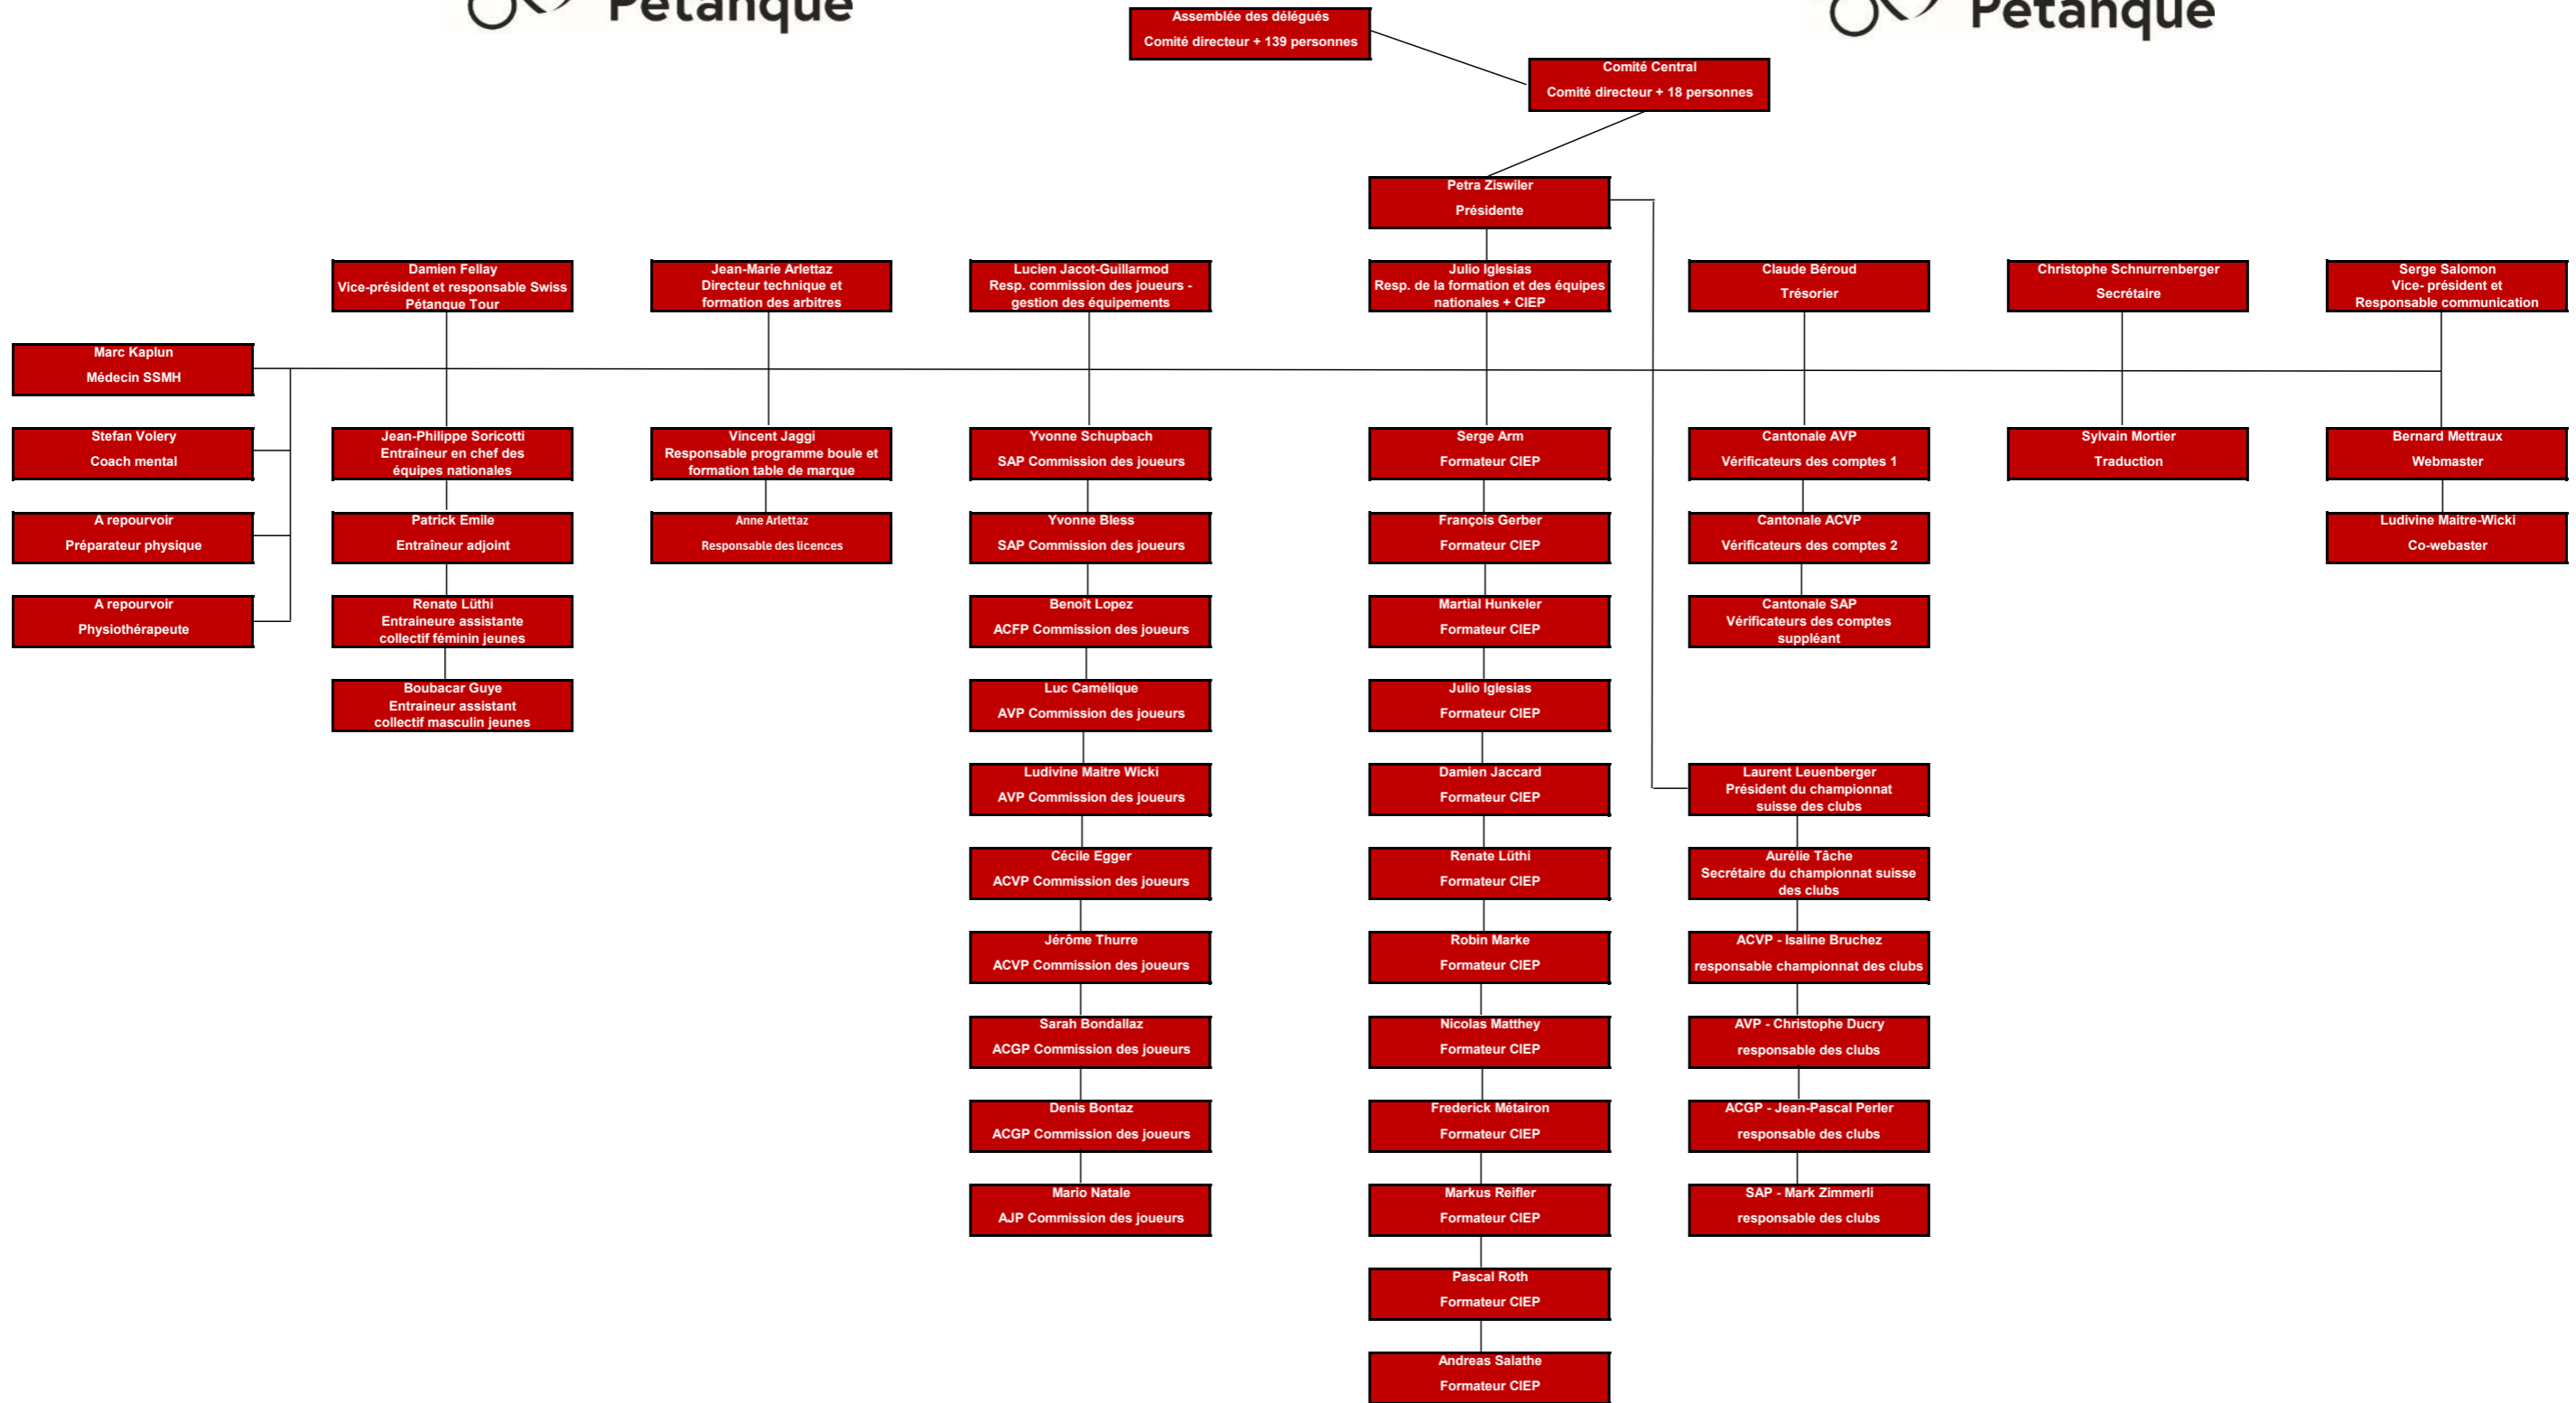 Pétanque
Pétanque
Assemblée des délégués
Comité directeur + 139 personnes
Comité Central
Comité directeur + 18 personnes
Petra Ziswiler
Présidente
Damien Fellay
Vice-président et responsable Swiss
Pétanque Tour
Jean-Marie Arlettaz
Directeur technique et
formation des arbitres
Lucien Jacot-Guillarmod
Resp. commission des joueurs -
gestion des équipements
Julio Iglesias
Resp. de la formation et des équipes
nationales + CIEP
Claude Béroud
Trésorier
Christophe Schnurrenberger
Secrétaire
Serge Salomon
Vice- président et
Responsable communication
Marc Kaplun
Médecin SSMH
Stefan Volery
Coach mental
A repourvoir
Préparateur physique
A repourvoir
Physiothérapeute
Jean-Philippe Soricotti
Entraîneur en chef des
équipes nationales
Patrick Emile
Entraîneur adjoint
Renate Lüthi
Entraineure assistante
collectif féminin jeunes
Boubacar Guye
Entraineur assistant
collectif masculin jeunes
Vincent Jaggi
Responsable programme boule et
formation table de marque
Anne Arlettaz
Responsable des licences
Yvonne Schupbach
SAP Commission des joueurs
Yvonne Bless
SAP Commission des joueurs
Benoît Lopez
ACFP Commission des joueurs
Luc Camélique
AVP Commission des joueurs
Ludivine Maitre Wicki
AVP Commission des joueurs
Cécile Egger
ACVP Commission des joueurs
Jérôme Thurre
ACVP Commission des joueurs
Sarah Bondallaz
ACGP Commission des joueurs
Denis Bontaz
ACGP Commission des joueurs
Mario Natale
AJP Commission des joueurs
Serge Arm
Formateur CIEP
François Gerber
Formateur CIEP
Martial Hunkeler
Formateur CIEP
Julio Iglesias
Formateur CIEP
Damien Jaccard
Formateur CIEP
Renate Lüthi
Formateur CIEP
Robin Marke
Formateur CIEP
Nicolas Matthey
Formateur CIEP
Frederick Métairon
Formateur CIEP
Markus Reifler
Formateur CIEP
Pascal Roth
Formateur CIEP
Andreas Salathe
Formateur CIEP
Cantonale AVP
Vérificateurs des comptes 1
Cantonale ACVP
Vérificateurs des comptes 2
Cantonale SAP
Vérificateurs des comptes
suppléant
Laurent Leuenberger
Président du championnat
suisse des clubs
Aurélie Tâche
Secrétaire du championnat suisse
des clubs
ACVP - Isaline Bruchez
responsable championnat des clubs
AVP - Christophe Ducry
responsable des clubs
ACGP - Jean-Pascal Perler
responsable des clubs
SAP - Mark Zimmerli
responsable des clubs
Sylvain Mortier
Traduction
Bernard Mettraux
Webmaster
Ludivine Maitre-Wicki
Co-webaster